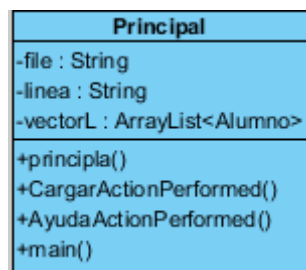 Principal
-file : String
-linea : String
-vectorL : ArrayList<Alumno>
+principla()
+CargarActionPerformed()
+AyudaActionPerformed()
+main()